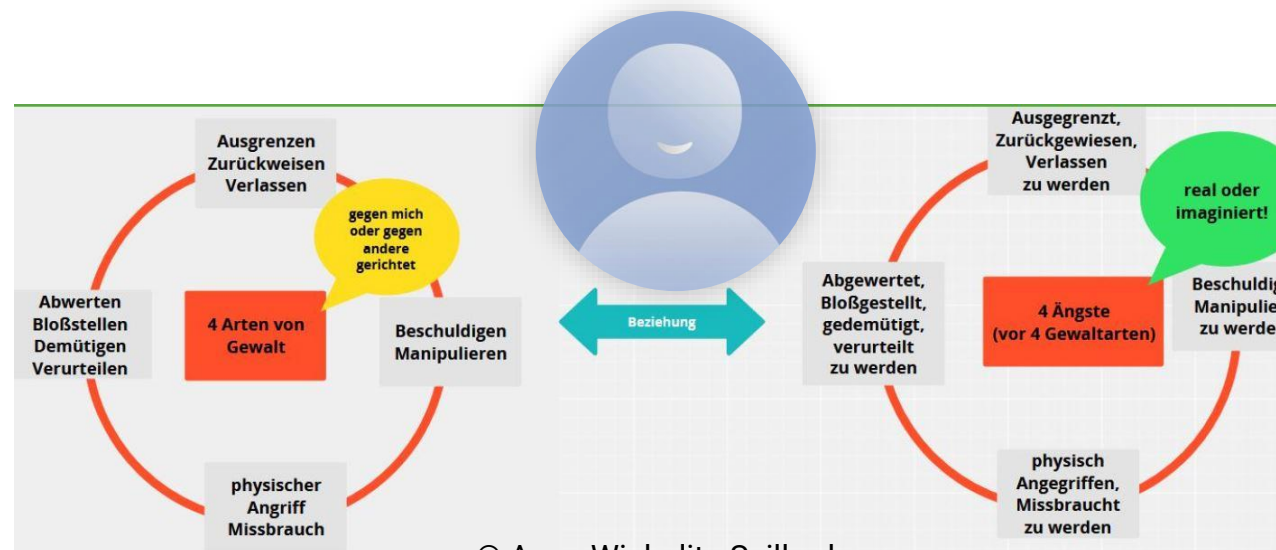 Ausgrenzen
Zurückweisen
Verlassen
gegen mich
oder gegen
andere
gerichtet
Abwerten
Bloßstellen
Demütigen
Verurteilen
4 Arten von
Gewalt
Beschuldigen
Manipulieren
physischer
Angriff
Missbrauch
Beziehung
Ausgegrenzt,
Zurückgewiesen,
Verlassen
zu werden
real oder
imaginiert!
Abgewertet,
Bloßgestellt,
gedemütigt,
verurteilt
zu werden
4 Ängste
(vor 4 Gewaltarten)
zu
physisch
Angegriffen,
Missbraucht
zu werden